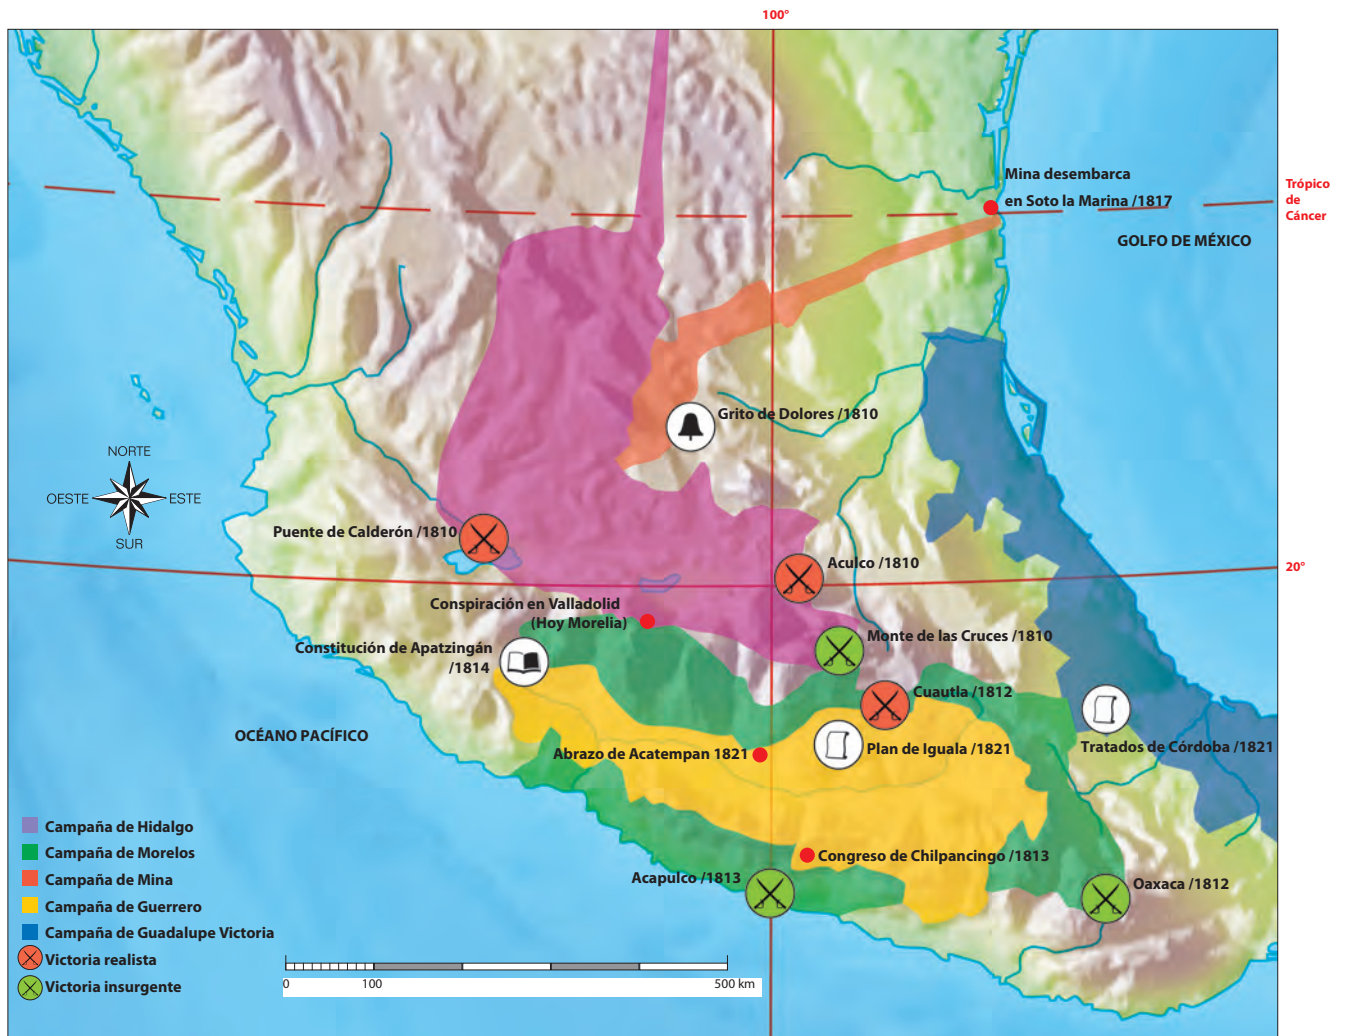 100°
Mina desembarca
en Soto la Marina /1817
Trópico
de
Cáncer
GOLFO DE MÉXICO
Grito de Dolores /1810
NORTE
OESTE
ESTE
SUR
Puente de Calderón /1810
Aculco /1810
20°
Conspiración en Valladolid
(Hoy Morelia)
Monte de las Cruces /1810
Constitución de Apatzingán
/1814
Cuautla /1812
OCÉANO PACÍFICO
Abrazo de Acatempan 1821
Plan de Iguala /1821
Tratados de Córdoba /1821
Campaña de Hidalgo
Campaña de Morelos
Campaña de Mina
Campaña de Guerrero
Campaña de Guadalupe Victoria
Victoria realista
Victoria insurgente
Congreso de Chilpancingo /1813
Acapulco /1813
Oaxaca /1812
0
100
500 km